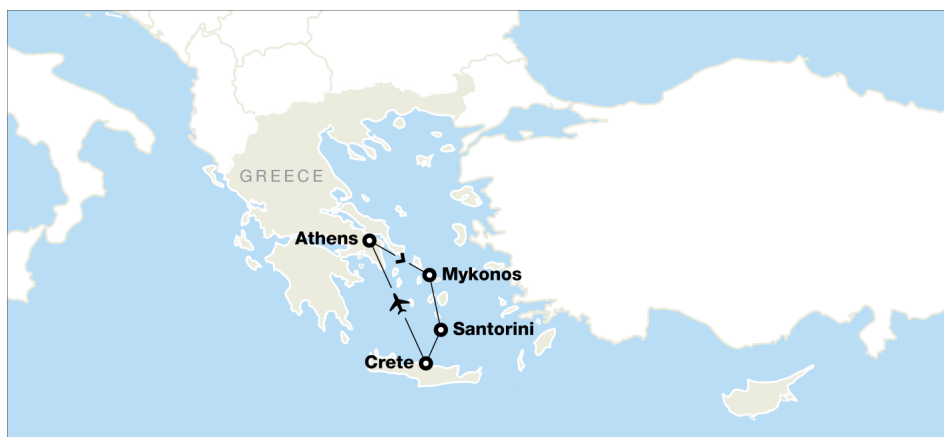 GREECE
Athens
Mykonos
Santorini
Crete